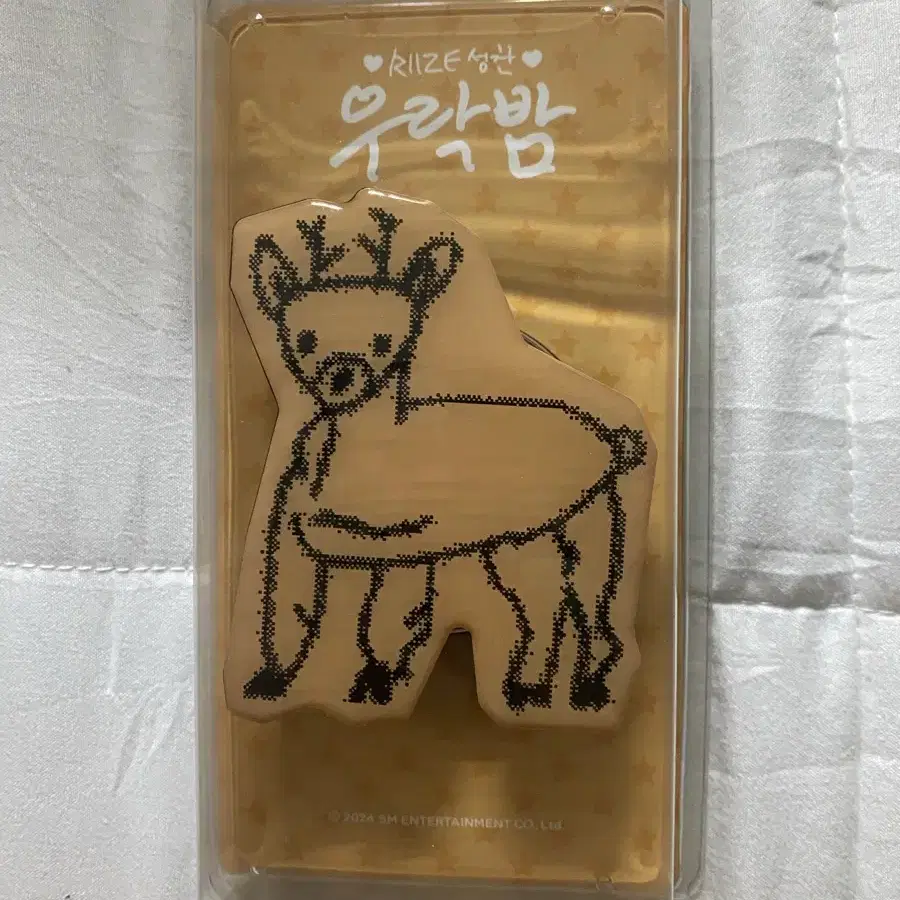 ♥RIIZE 성찬♥
우락밤
© 2024 SM ENTERTAINMENT CO., Ltd.